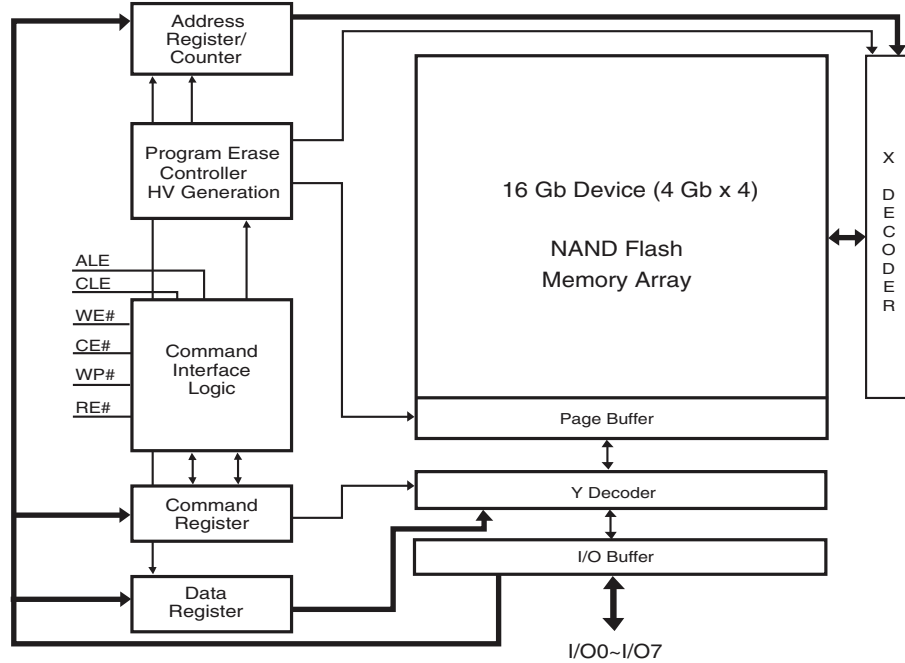 Address
Register/
Counter
Program Erase
Controller
HV Generation
ALE
CLE
WE#
CE#
WP#
RE#
Command
Interface
Logic
Command
Register
Data
Register
16 Gb Device (4 Gb x 4)
NAND Flash
Memory Array
Page Buffer
Y Decoder
I/O Buffer
I/O0~I/O7
X
D
E
C
O
D
E
R